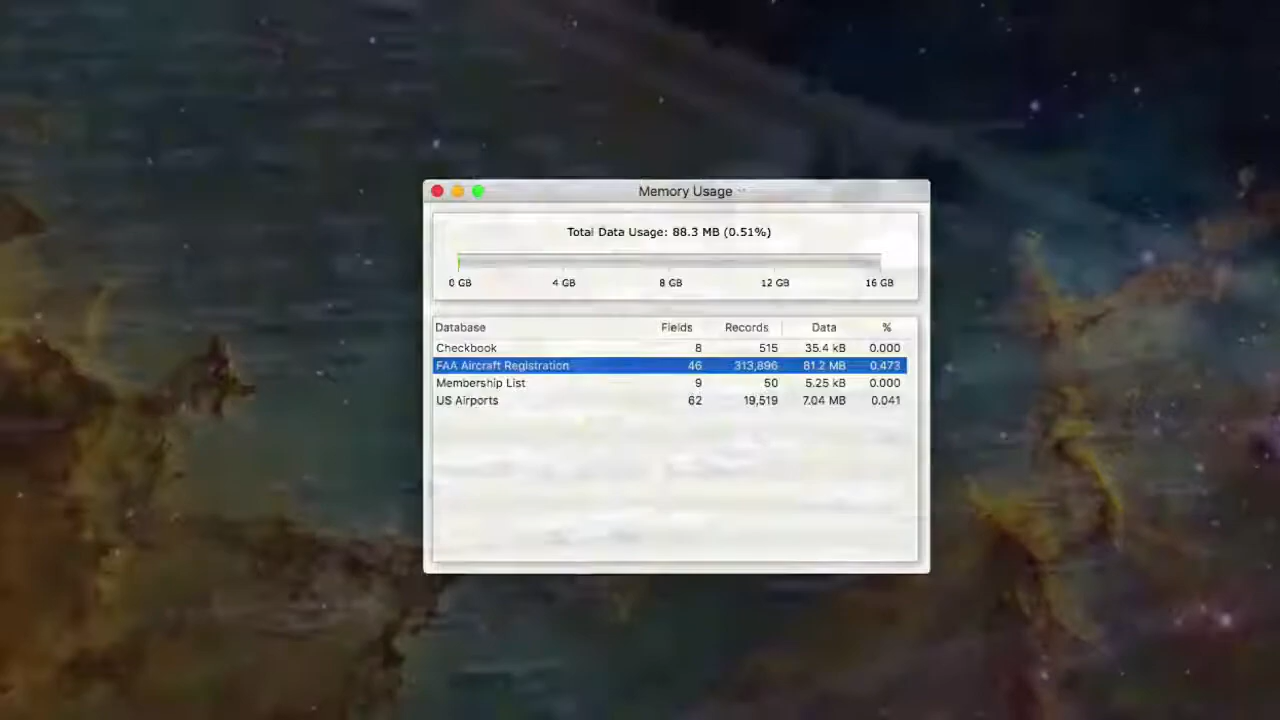 Memory Usage
Total Data Usage: 88.3 MB (0.51%)
0 GB 4 GB 8 GB 12 GB 16 GB
Database Fields Records Data %
Checkbook 8 515 35.4 kB 0.000
FAA Aircraft Registration 46 313,896 81.2 MB 0.473
Membership List 9 50 5.25 kB 0.000
US Airports 62 19,519 7.04 MB 0.041